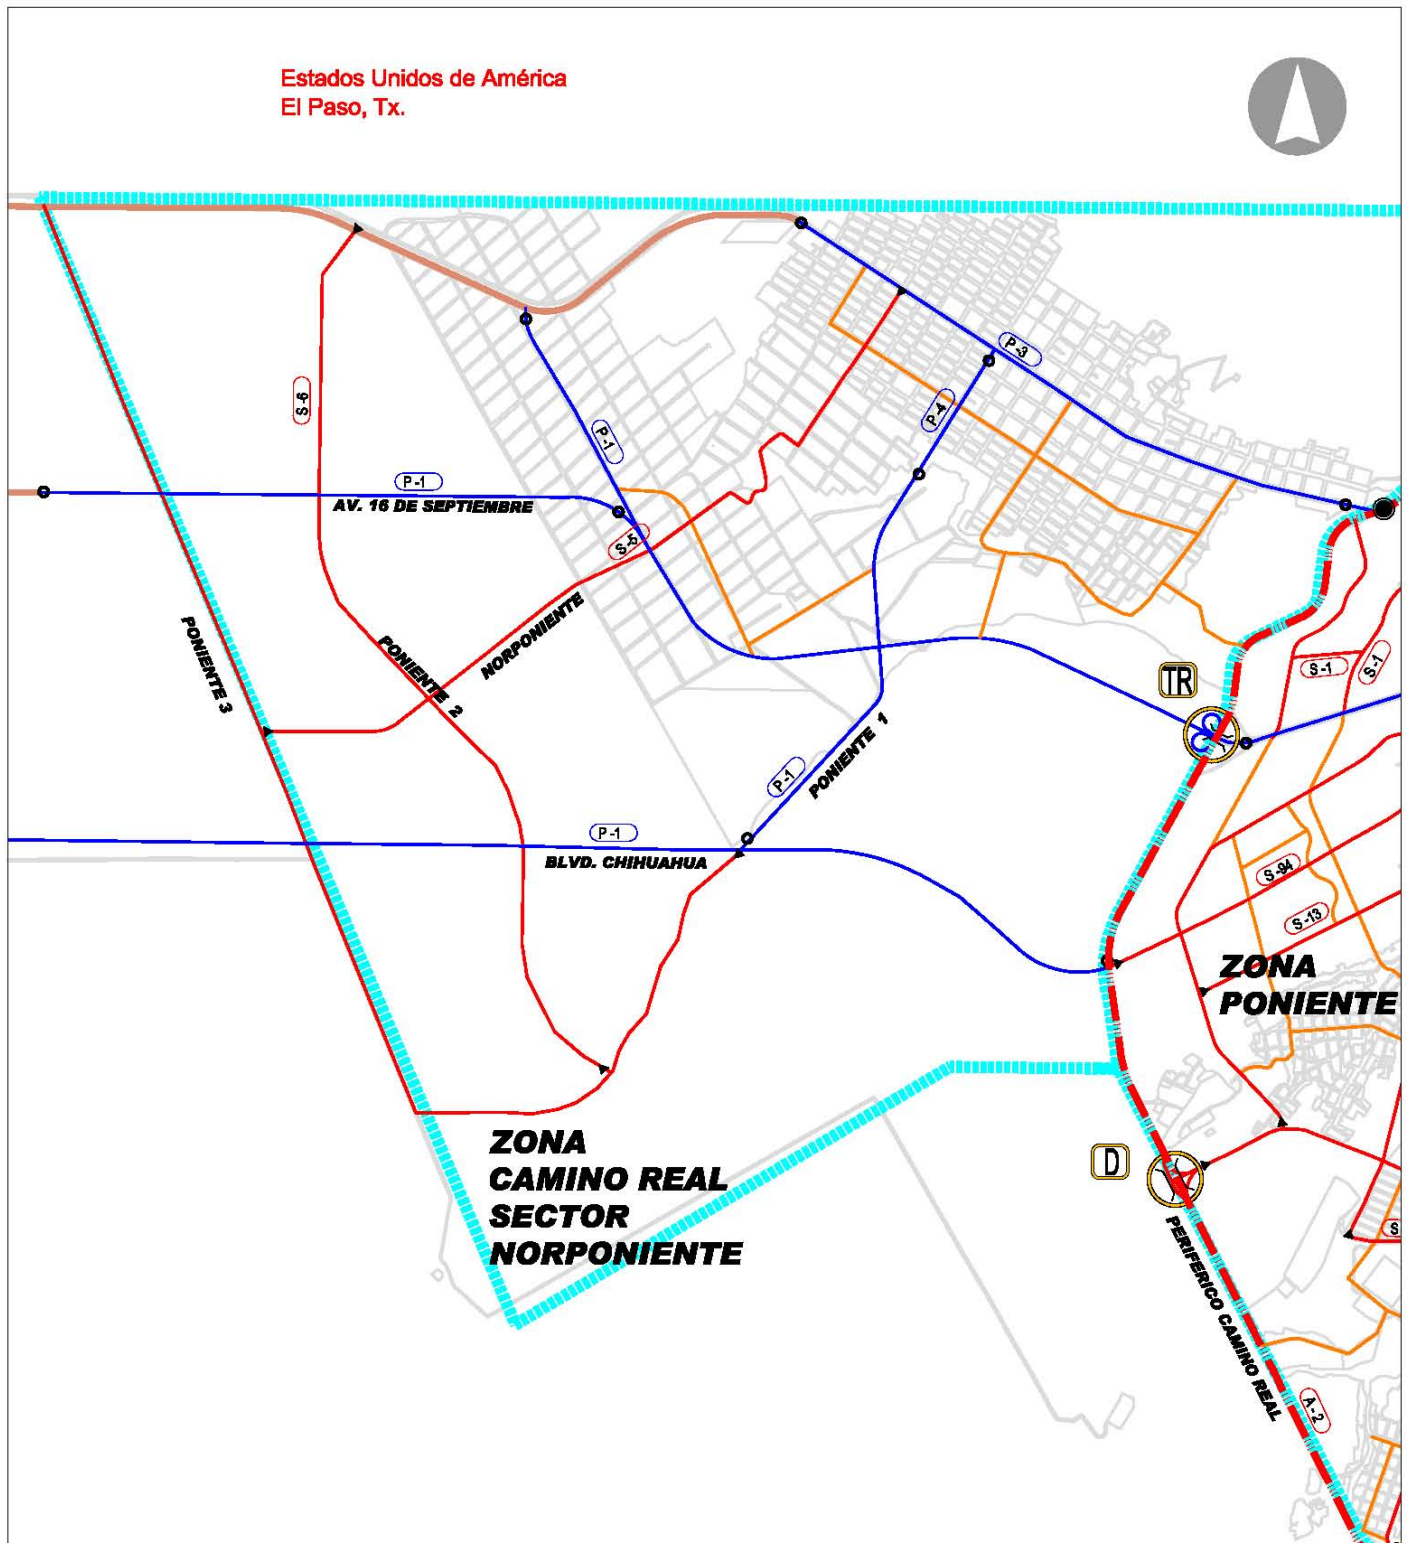 Estados Unidos de América
El Paso, Tx.
P-3
S-6
P-4
P-1
P-1
AV. 16 DE SEPTIEMBRE
S-5
NORPONIENTE
PONIENTE 3
PONIENTE 2
TR
S-1
S-1
PONIENTE 1
P-1
P-1
BLVD. CHIHUAHUA
S-94
S-13
ZONA
PONIENTE
ZONA
CAMINO REAL
SECTOR
NORPONIENTE
D
S
PERIFERICO CAMINO REAL
A-2